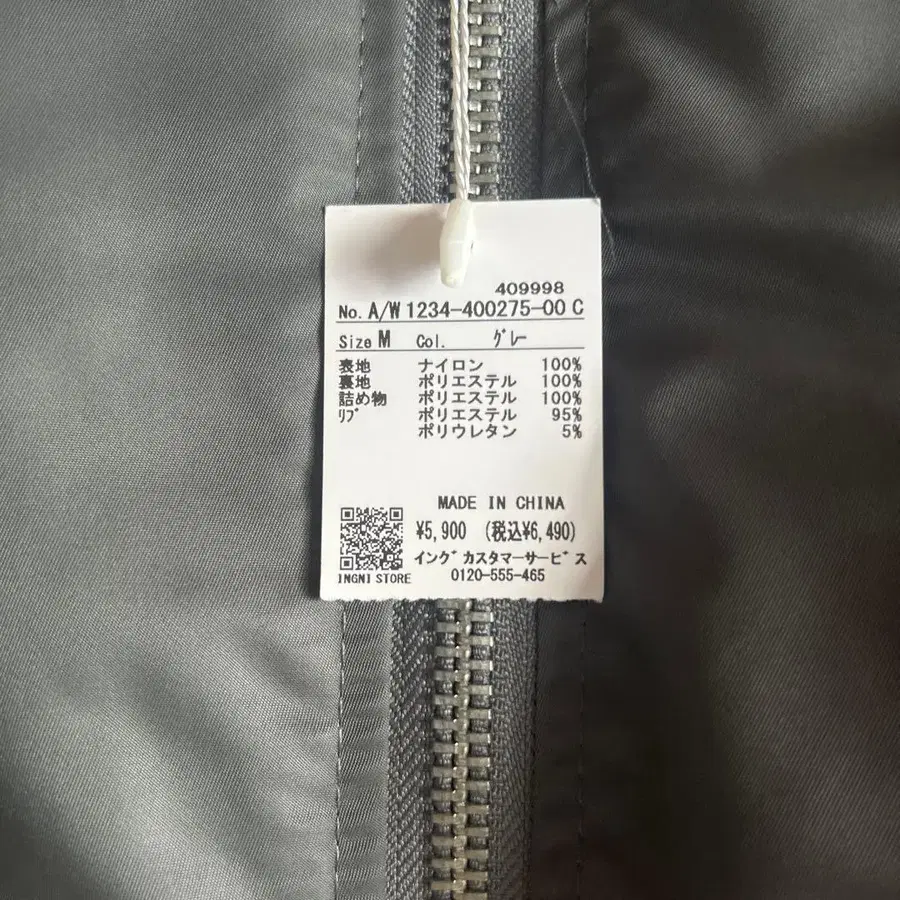 409998
No. A/W 1234-400275-00 C
Size M Col. グレー
表地 ナイロン 100%
裏地 ポリエステル 100%
詰め物 ポリエステル 100%
リブ ポリエステル 95%
ポリウレタン 5%
MADE IN CHINA
¥5,900 (税込¥6,490)
イング カスタマーサービス
INGNI STORE 0120-555-465